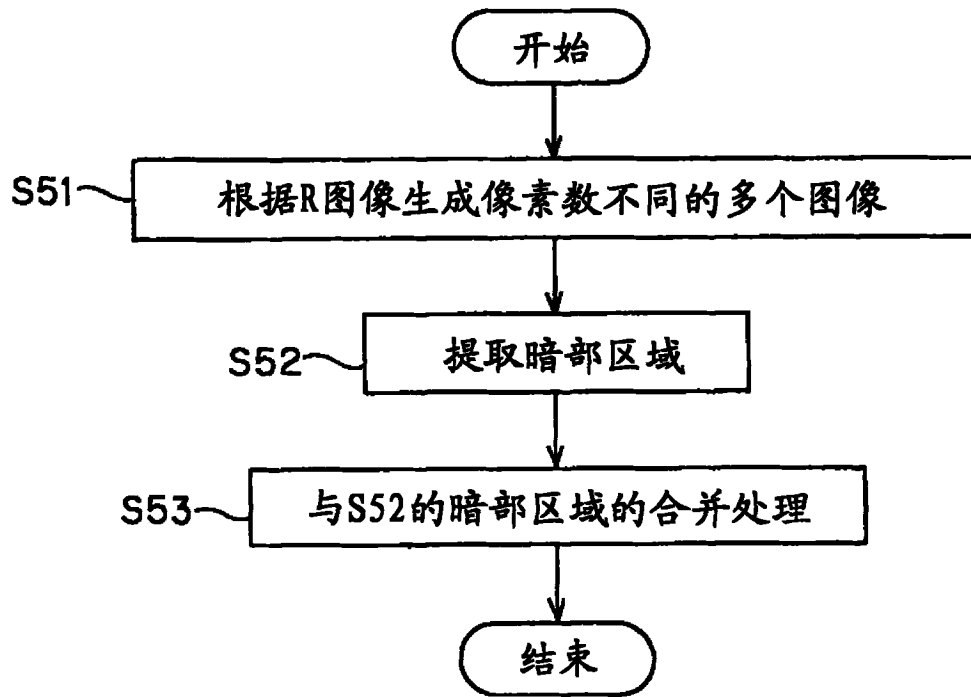 开始
S51
根据R图像生成像素数不同的多个图像
S52
提取暗部区域
S53
与S52的暗部区域的合并处理
结束